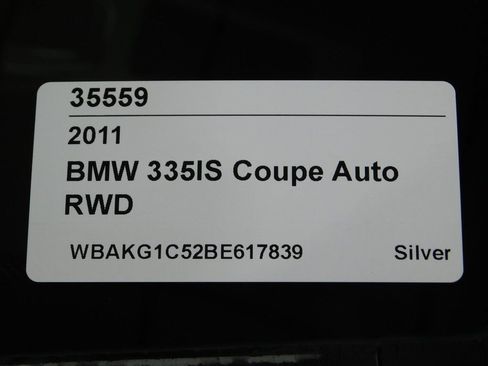 35559
2011
BMW 335IS Coupe Auto
RWD
WBAKG1C52BE617839 Silver